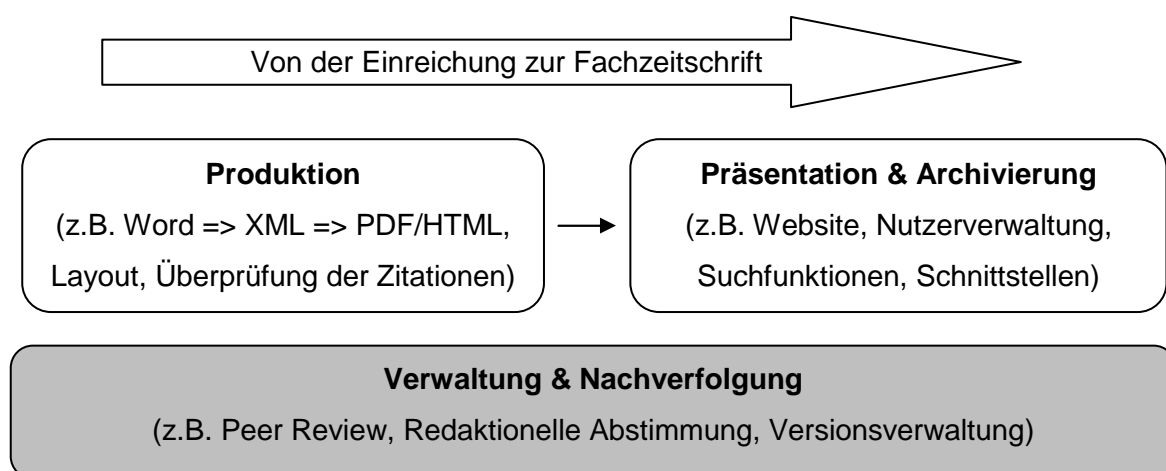 Von der Einreichung zur Fachzeitschrift
Produktion
(z.B. Word => XML => PDF/HTML,
Layout, Überprüfung der Zitationen)
Präsentation & Archivierung
(z.B. Website, Nutzerverwaltung,
Suchfunktionen, Schnittstellen)
Verwaltung & Nachverfolgung
(z.B. Peer Review, Redaktionelle Abstimmung, Versionsverwaltung)